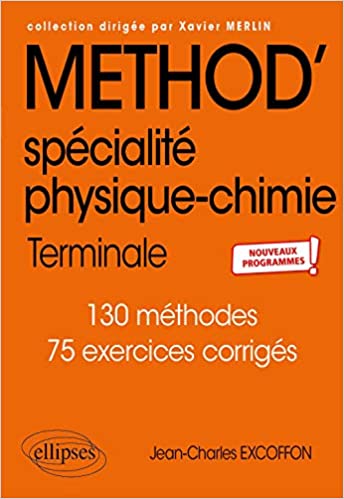 collection dirigée par Xavier MERLIN
METHOD'
spécialité
physique-chimie
Terminale
NOUVEAUX
PROGRAMMES !
130 méthodes
75 exercices corrigés
ellipses
Jean-Charles EXCOFFON